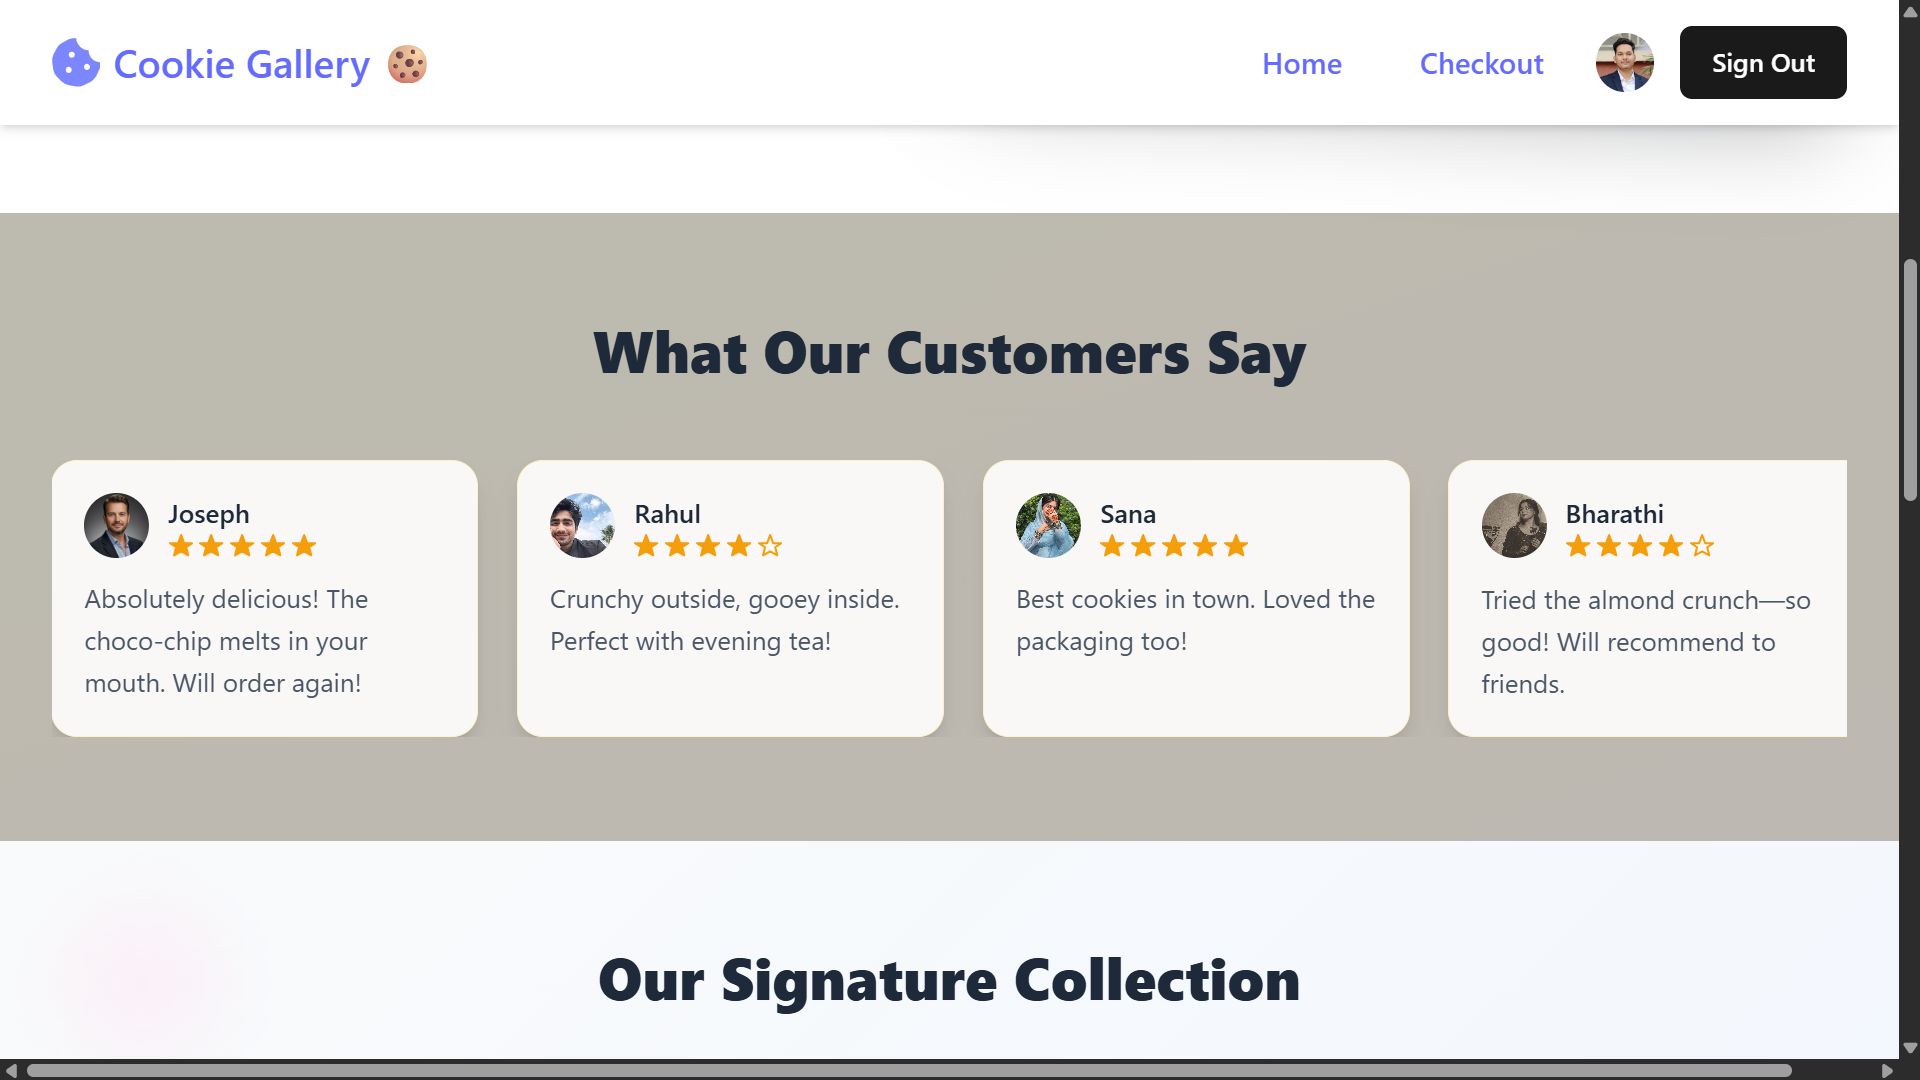 Cookie Gallery 🍪
Home
Checkout
Sign Out
What Our Customers Say
Joseph
Absolutely delicious! The
choco-chip melts in your
mouth. Will order again!
Rahul
Crunchy outside, gooey inside.
Perfect with evening tea!
Sana
Best cookies in town. Loved the
packaging too!
Bharathi
Tried the almond crunch—so
good! Will recommend to
friends.
Our Signature Collection